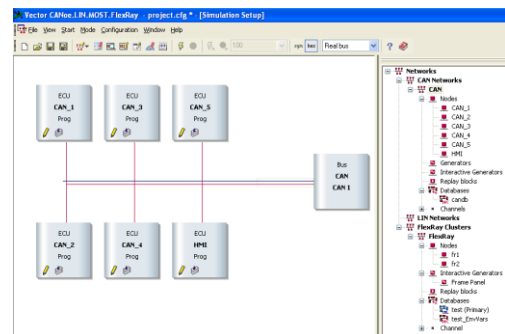 Vector CANoe.LIN.MOST.FlexRay - project.cfg * - [Simulation Setup]
File View Start Mode Configuration Window Help
100
sym
hex
Real bus
ECU
CAN_1
Prog
ECU
CAN_3
Prog
ECU
CAN_5
Prog
Bus
CAN
CAN 1
ECU
CAN_2
Prog
ECU
CAN_4
Prog
ECU
HMI
Prog
Networks
CAN Networks
CAN
Nodes
CAN_1
CAN_2
CAN_3
CAN_4
CAN_5
HMI
Generators
Interactive Generators
Replay blocks
Databases
candb
Channels
LIN Networks
FlexRay Clusters
FlexRay
Nodes
fr1
fr2
Interactive Generators
Frame Panel
Replay blocks
Databases
test (Primary)
test_EnvVars
Channel